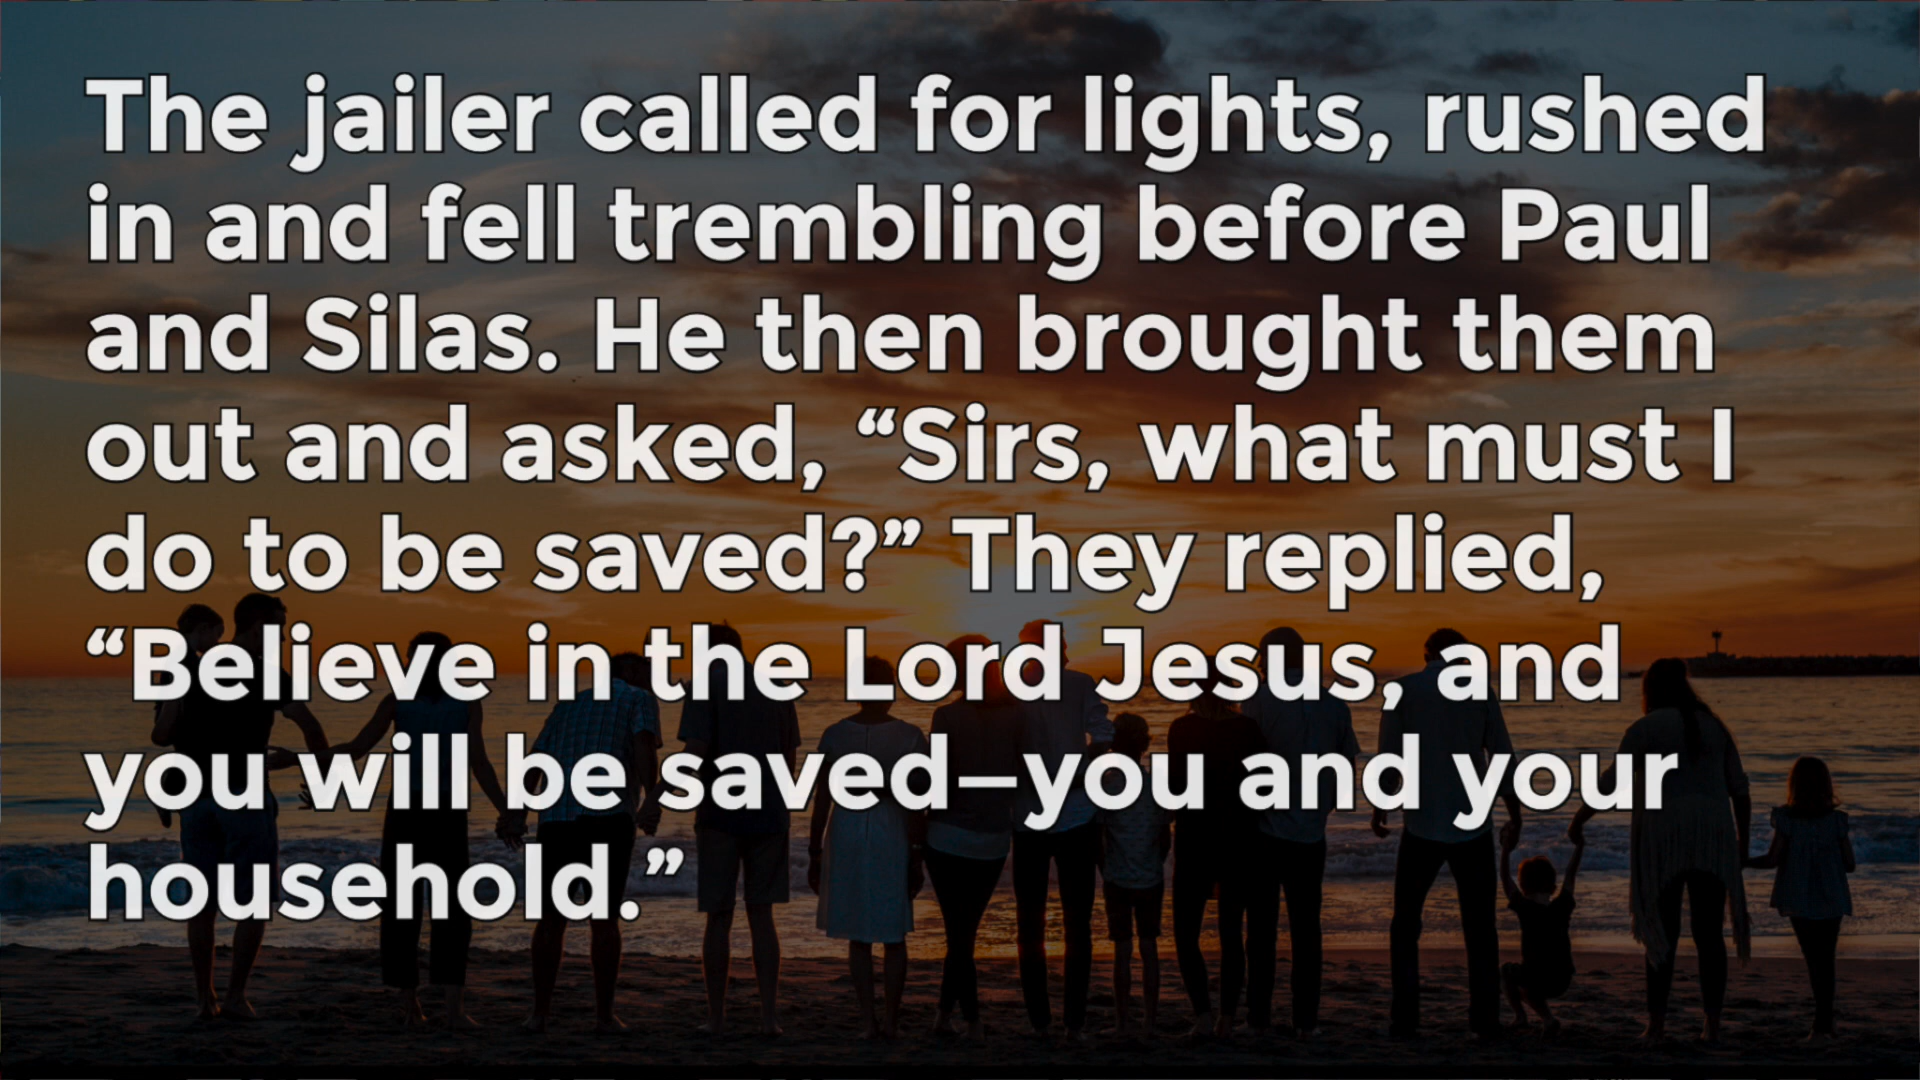 The jailer called for lights, rushed
in and fell trembling before Paul
and Silas. He then brought them
out and asked, “Sirs, what must I
do to be saved?” They replied,
“Believe in the Lord Jesus, and
you will be saved—you and your
household.”